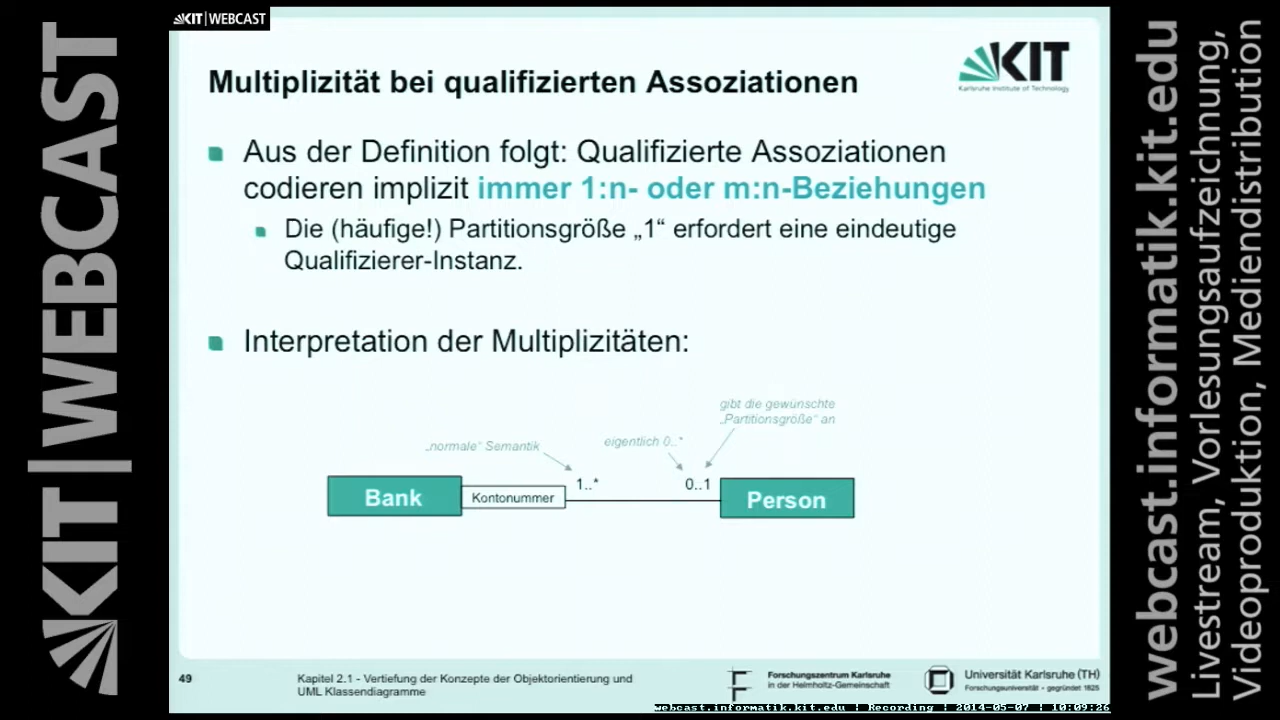 KIT | WEBCAST
KIT|WEBCAST
KIT
Karlsruhe Institute of Technology
Multiplizität bei qualifizierten Assoziationen
Aus der Definition folgt: Qualifizierte Assoziationen
codieren implizit immer 1:n- oder m:n-Beziehungen
Die (häufige!) Partitionsgröße „1“ erfordert eine eindeutige
Qualifizierer-Instanz.
Interpretation der Multiplizitäten:
gibt die gewünschte
„Partitionsgröße“ an
„normale“ Semantik
eigentlich 0..*
1..*
0..1
Bank
Kontonummer
Person
49
Kapitel 2.1 - Vertiefung der Konzepte der Objektorientierung und
UML Klassendiagramme
Forschungszentrum Karlsruhe
in der Helmholtz-Gemeinschaft
Universität Karlsruhe (TH)
Forschungsuniversität - gegründet 1825
webcast.informatik.kit.edu | Recording | 2014-05-07 | 10:09:26
webcast.informatik.kit.edu
Livestream, Vorlesungsaufzeichnung,
Videoproduktion, Mediendistribution